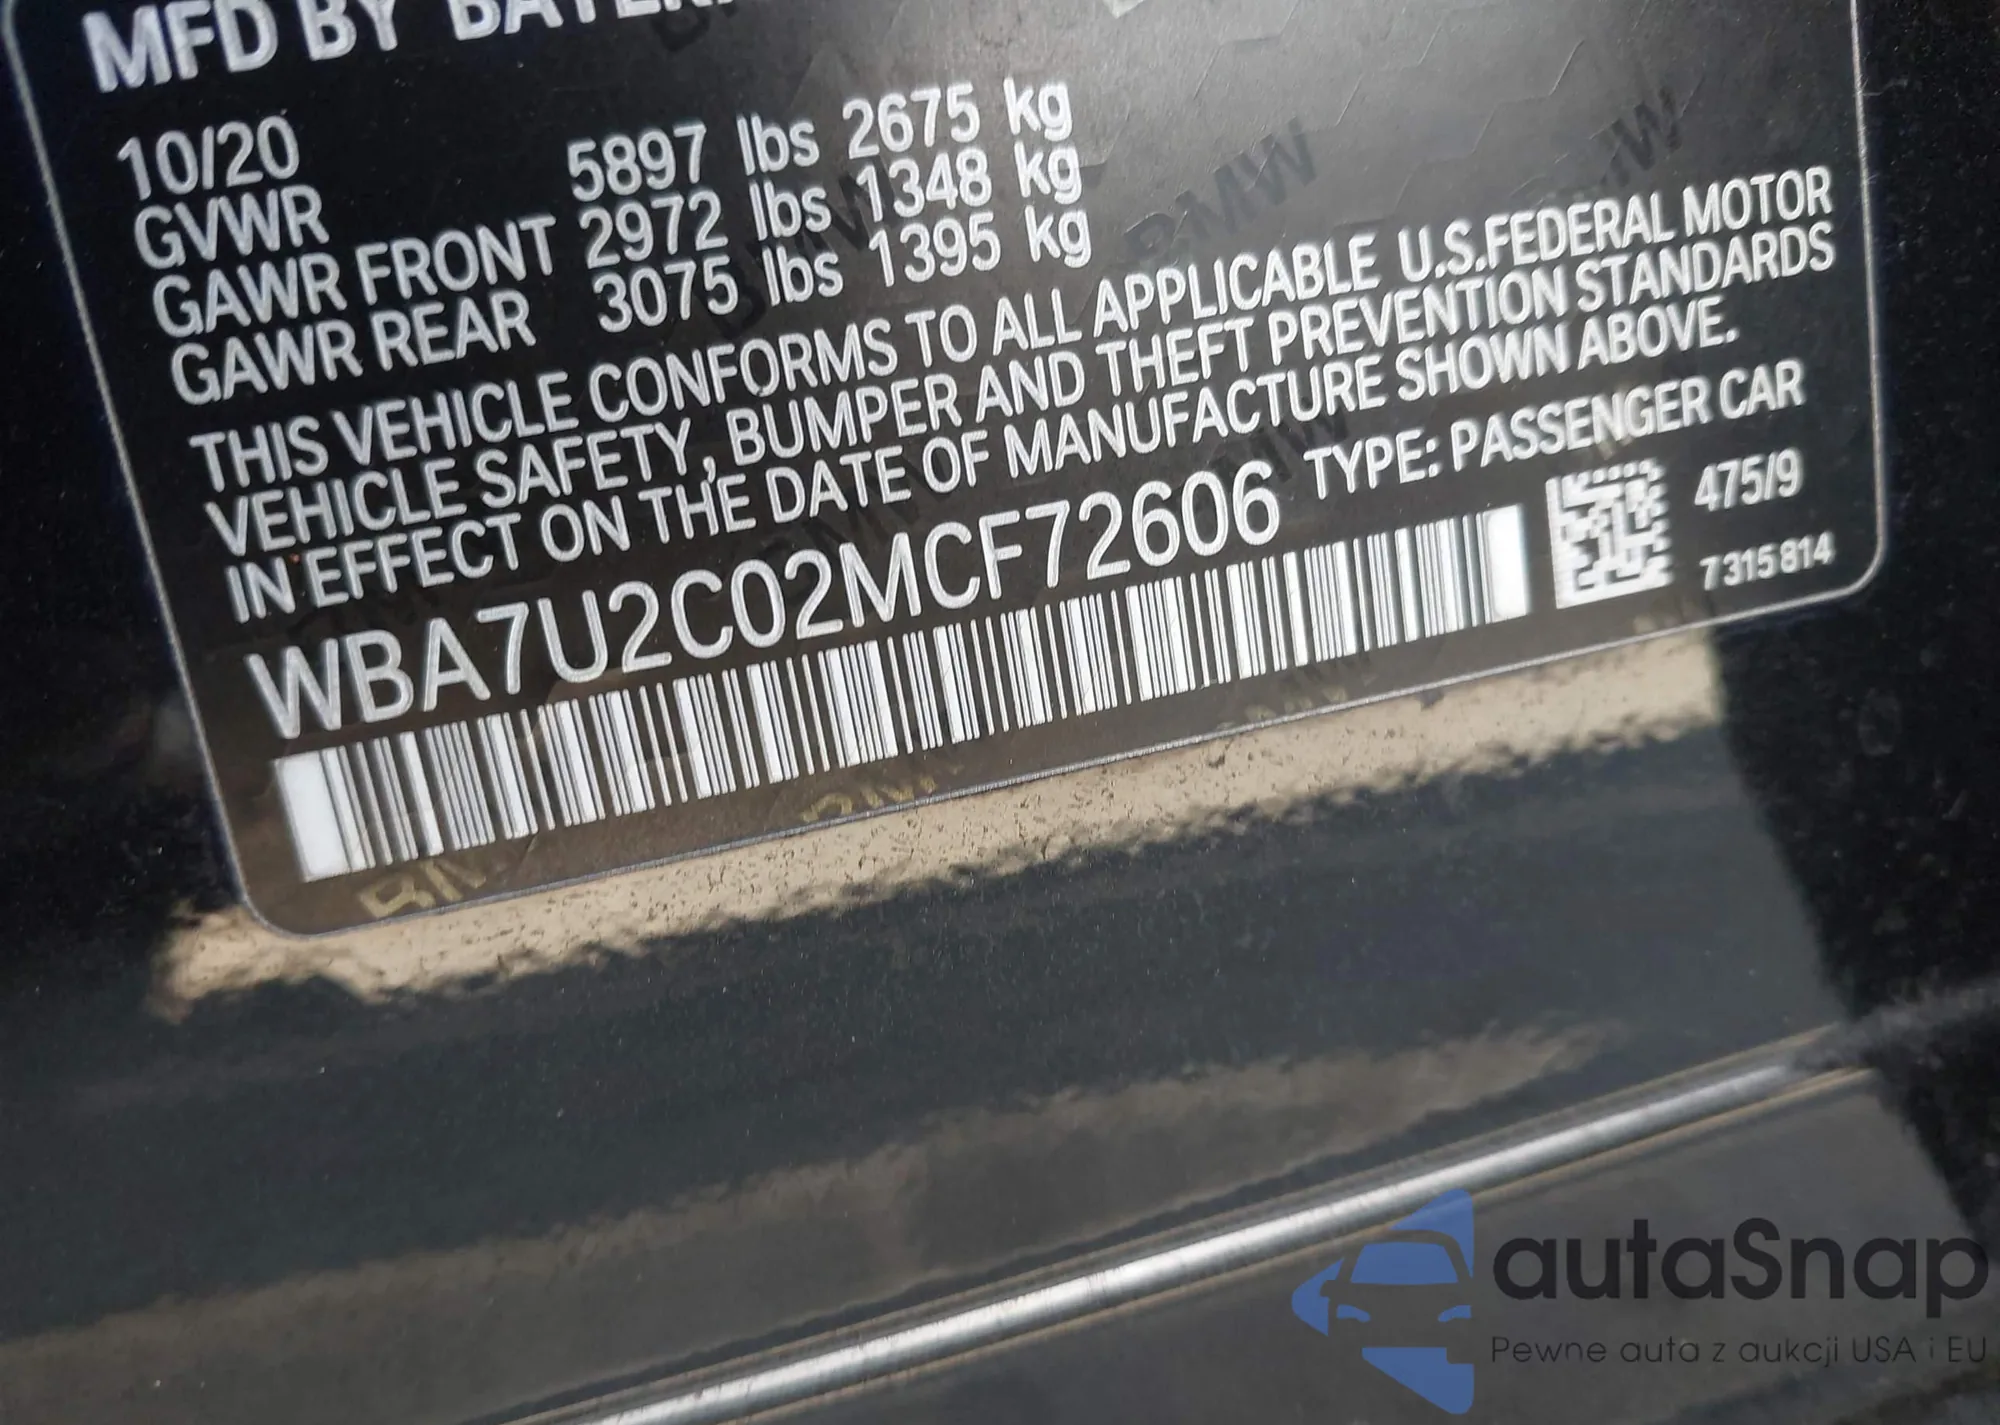 MFD BY BAYER
10/20
GVWR 5897 lbs 2675 kg
GAWR FRONT 2972 lbs 1348 kg
GAWR REAR 3075 lbs 1395 kg
THIS VEHICLE CONFORMS TO ALL APPLICABLE U.S.FEDERAL MOTOR
VEHICLE SAFETY, BUMPER AND THEFT PREVENTION STANDARDS
IN EFFECT ON THE DATE OF MANUFACTURE SHOWN ABOVE.
WBA7U2C02MCF72606 TYPE: PASSENGER CAR
475/9
7315814
BMW
BMW
autaSnap
Pewne auta z aukcji USA i EU